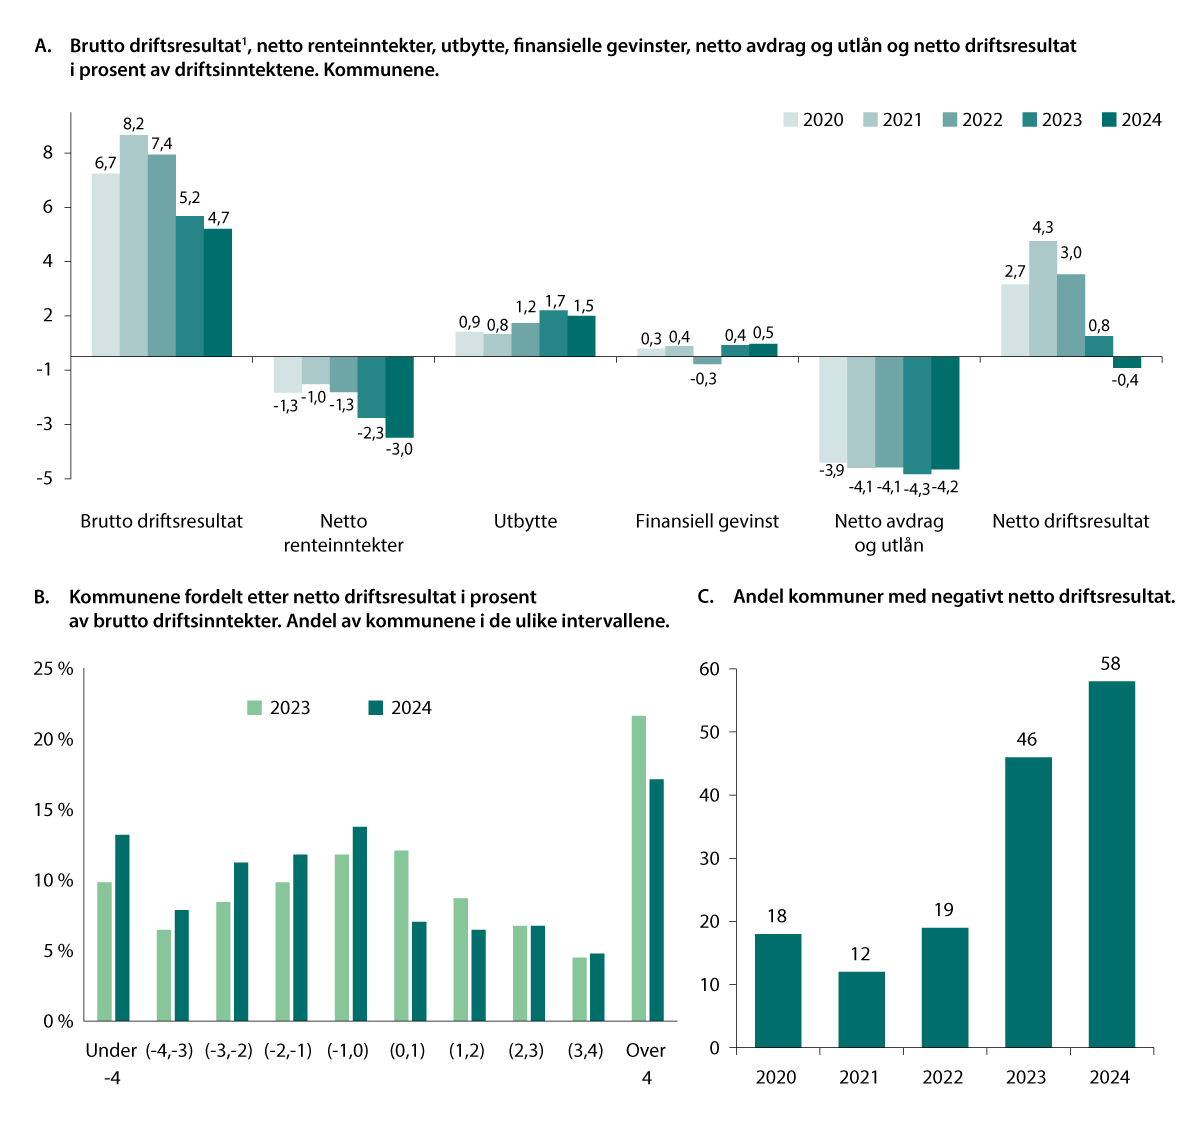 A. Brutto driftsresultat¹, netto renteinntekter, utbytte, finansielle gevinster, netto avdrag og utlån og netto driftsresultat
i prosent av driftsinntektene. Kommunene.
2020 2021 2022 2023 2024
8
6
4
2
-1
-3
-5
6,7 8,2 7,4 5,2 4,7
-1,3 -1,0 -1,3 -2,3 -3,0
0,9 0,8 1,2 1,7 1,5
0,3 0,4 -0,3 0,4 0,5
-3,9 -4,1 -4,1 -4,3 -4,2
2,7 4,3 3,0 0,8 -0,4
Brutto driftsresultat
Netto
renteinntekter
Utbytte
Finansiell gevinst
Netto avdrag
og utlån
Netto driftsresultat
B. Kommunene fordelt etter netto driftsresultat i prosent
av brutto driftsinntekter. Andel av kommunene i de ulike intervallene.
2023 2024
25 %
20 %
15 %
10 %
5 %
0 %
Under
-4
(-4,-3) (-3,-2) (-2,-1) (-1,0) (0,1) (1,2) (2,3) (3,4)
Over
4
C. Andel kommuner med negativt netto driftsresultat.
60
50
40
30
20
10
0
18 12 19 46 58
2020 2021 2022 2023 2024